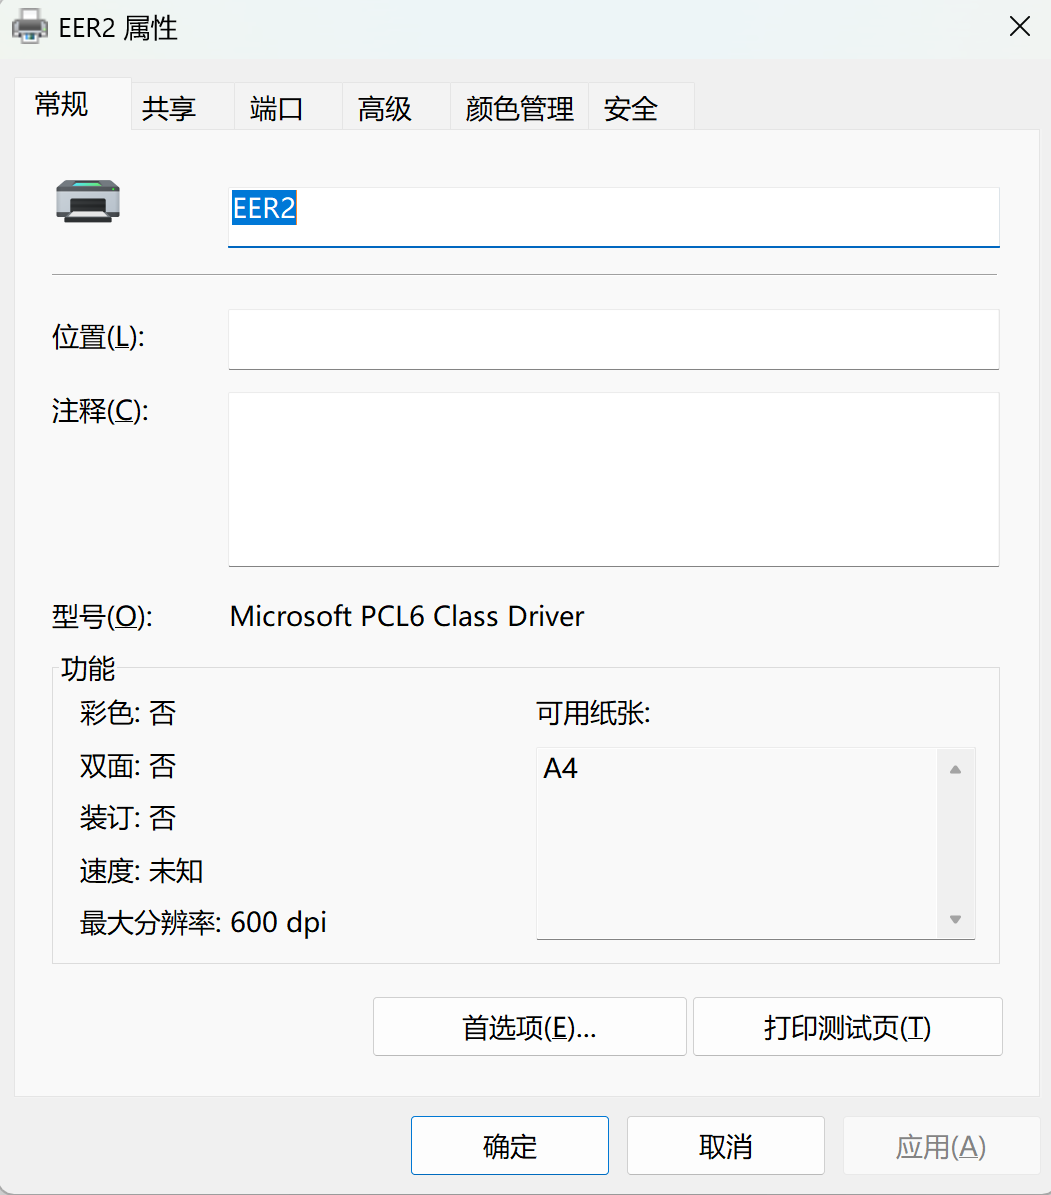 EER2 属性
常规
共享
端口
高级
颜色管理
安全
EER2
位置(L):
注释(C):
型号(O):
Microsoft PCL6 Class Driver
功能
彩色: 否
可用纸张:
双面: 否
A4
装订: 否
速度: 未知
最大分辨率: 600 dpi
首选项(E)...
打印测试页(T)
确定
取消
应用(A)